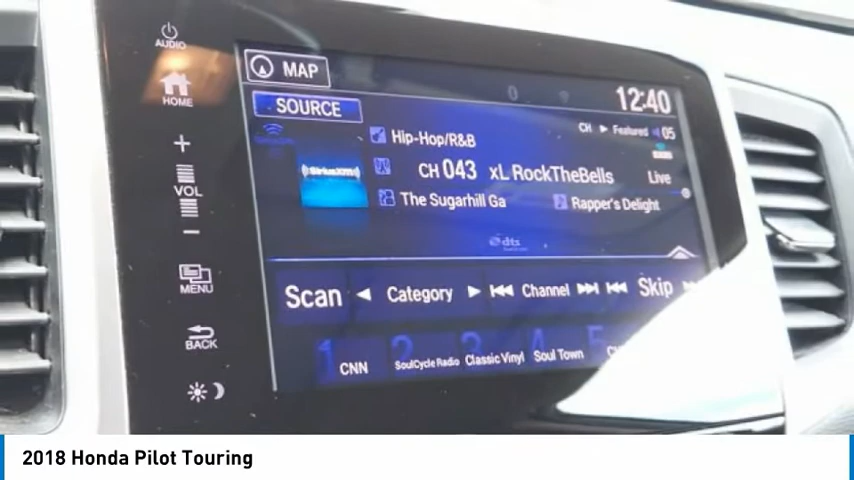 AUDIO
HOME
+
VOL
−
MENU
BACK
MAP
12:40
SOURCE
CH ▶ Featured 05
Hip-Hop/R&B
SiriusXM
CH 043 xL RockTheBells Live
The Sugarhill Ga Rapper's Delight
dts
Scan ◀ Category ▶ Channel Skip
1 CNN 2 SoulCycle Radio 3 Classic Vinyl 4 Soul Town 5
2018 Honda Pilot Touring